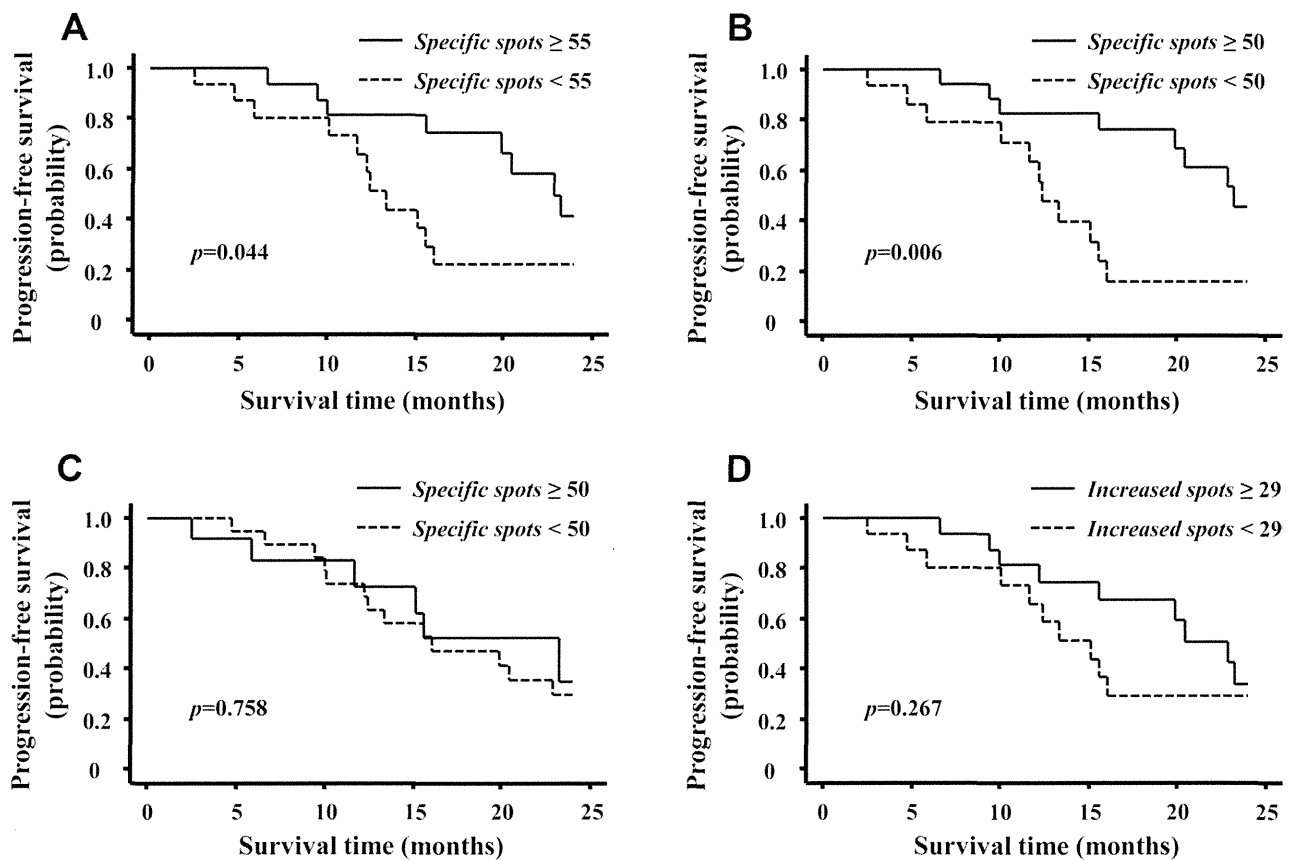 A
Specific spots ≥ 55
Specific spots < 55
Progression-free survival
(probability)
1.0
0.8
0.6
0.4
0.2
0
p=0.044
0 5 10 15 20 25
Survival time (months)
B
Specific spots ≥ 50
Specific spots < 50
Progression-free survival
(probability)
1.0
0.8
0.6
0.4
0.2
0
p=0.006
0 5 10 15 20 25
Survival time (months)
C
Specific spots ≥ 50
Specific spots < 50
Progression-free survival
(probability)
1.0
0.8
0.6
0.4
0.2
0
p=0.758
0 5 10 15 20 25
Survival time (months)
D
Increased spots ≥ 29
Increased spots < 29
Progression-free survival
(probability)
1.0
0.8
0.6
0.4
0.2
0
p=0.267
0 5 10 15 20 25
Survival time (months)